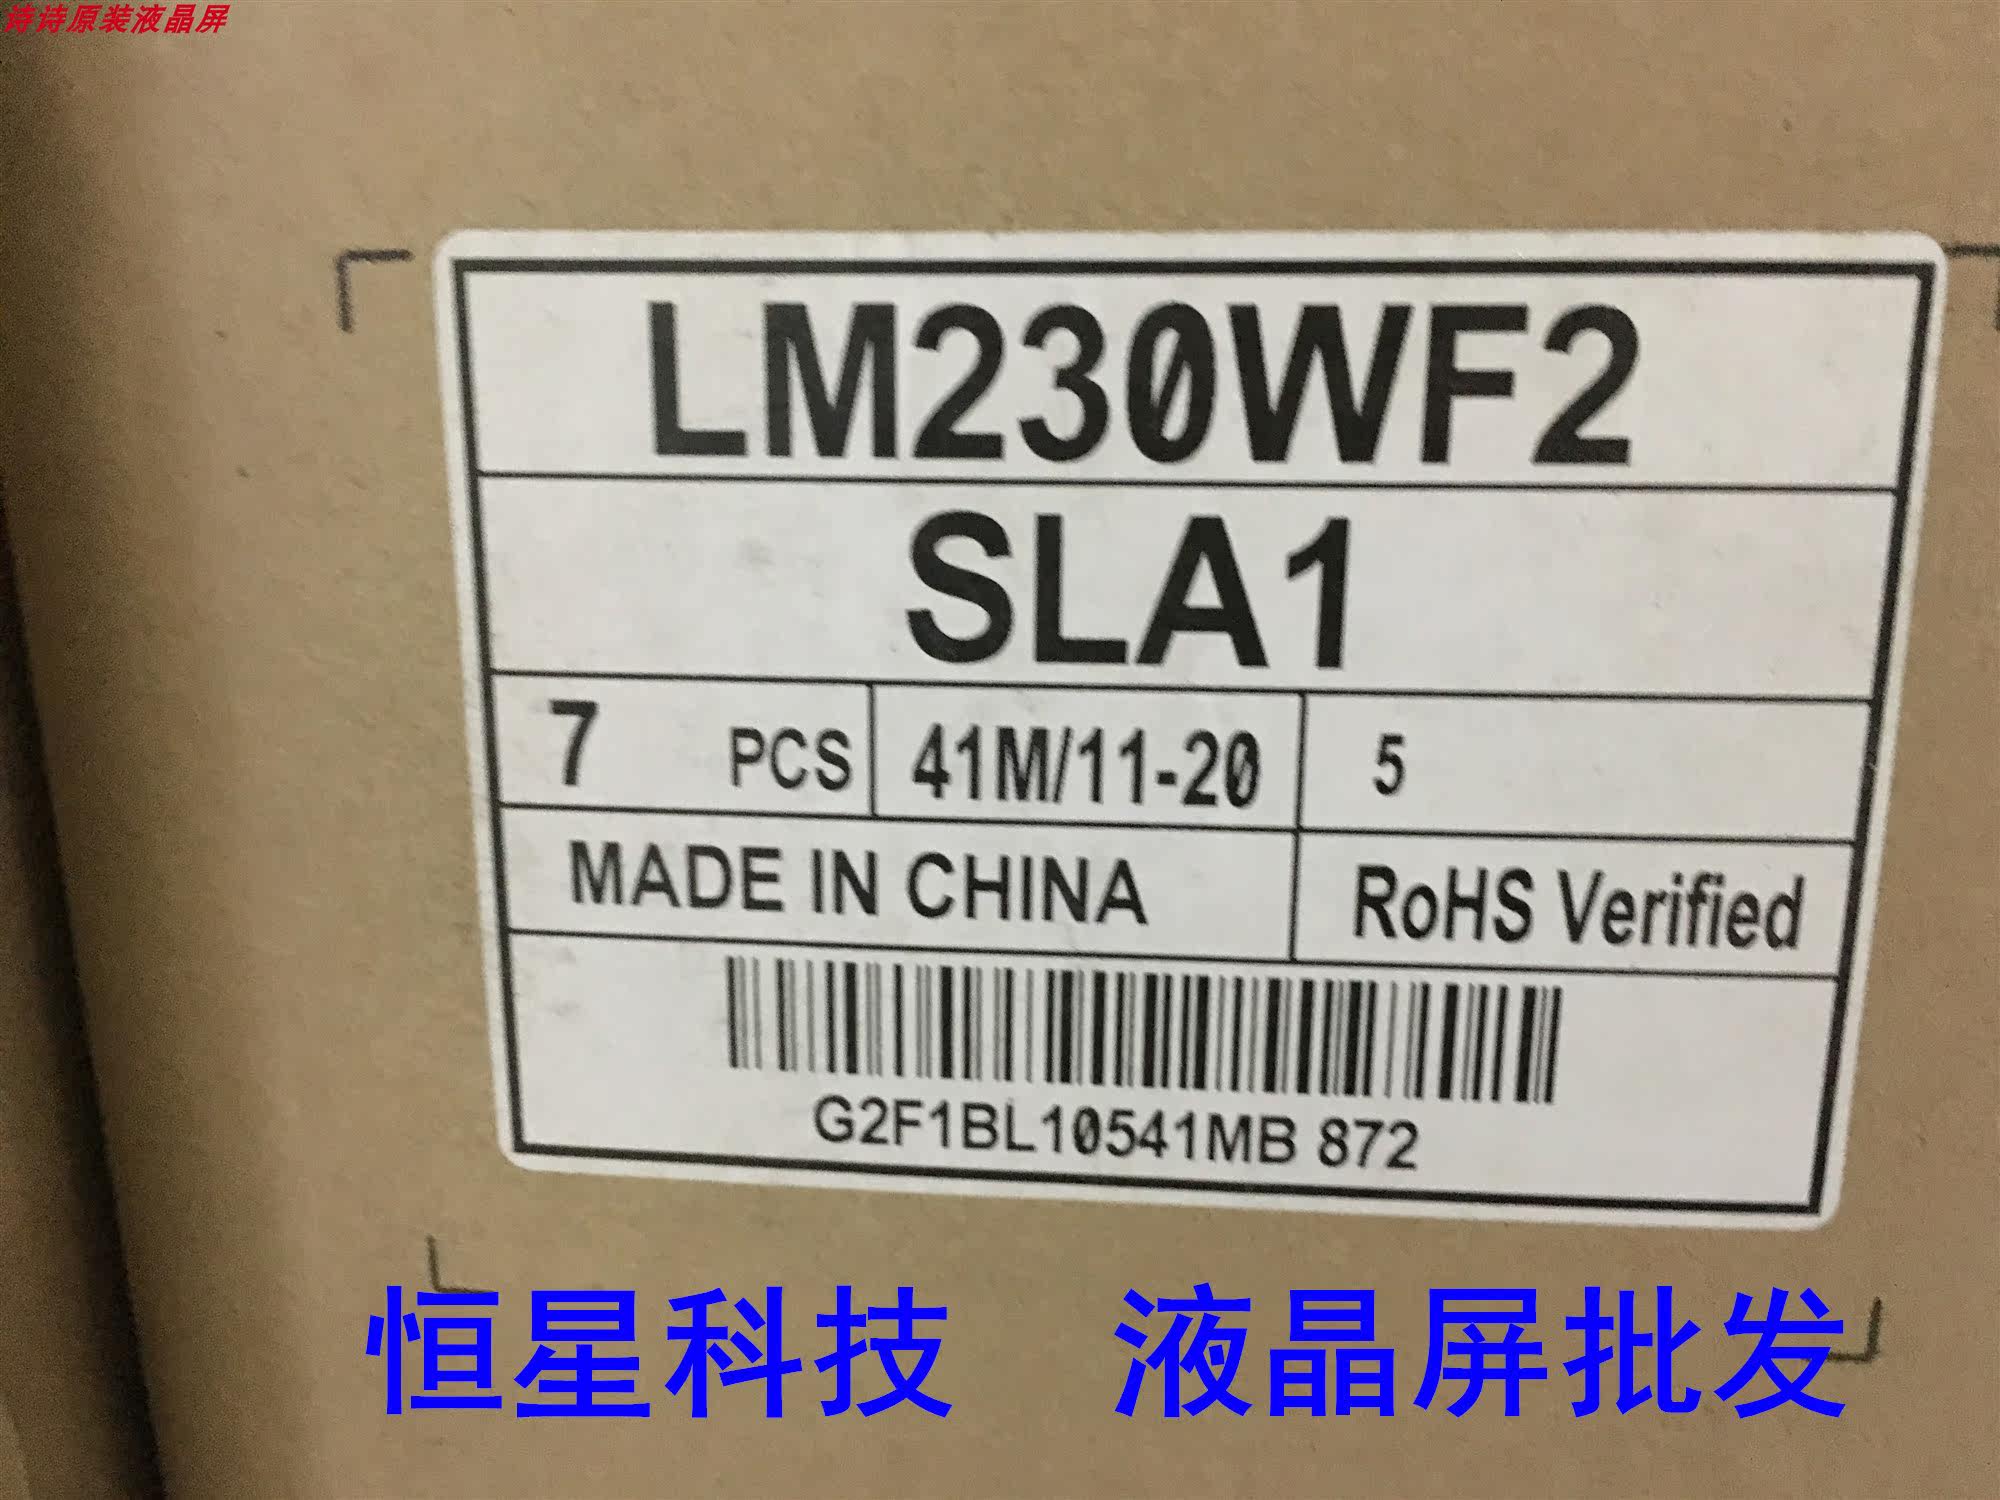 诗诗原装液晶屏
LM230WF2
SLA1
7 PCS 41M/11-20 5
MADE IN CHINA RoHS Verified
G2F1BL10541MB 872
恒星科技 液晶屏批发